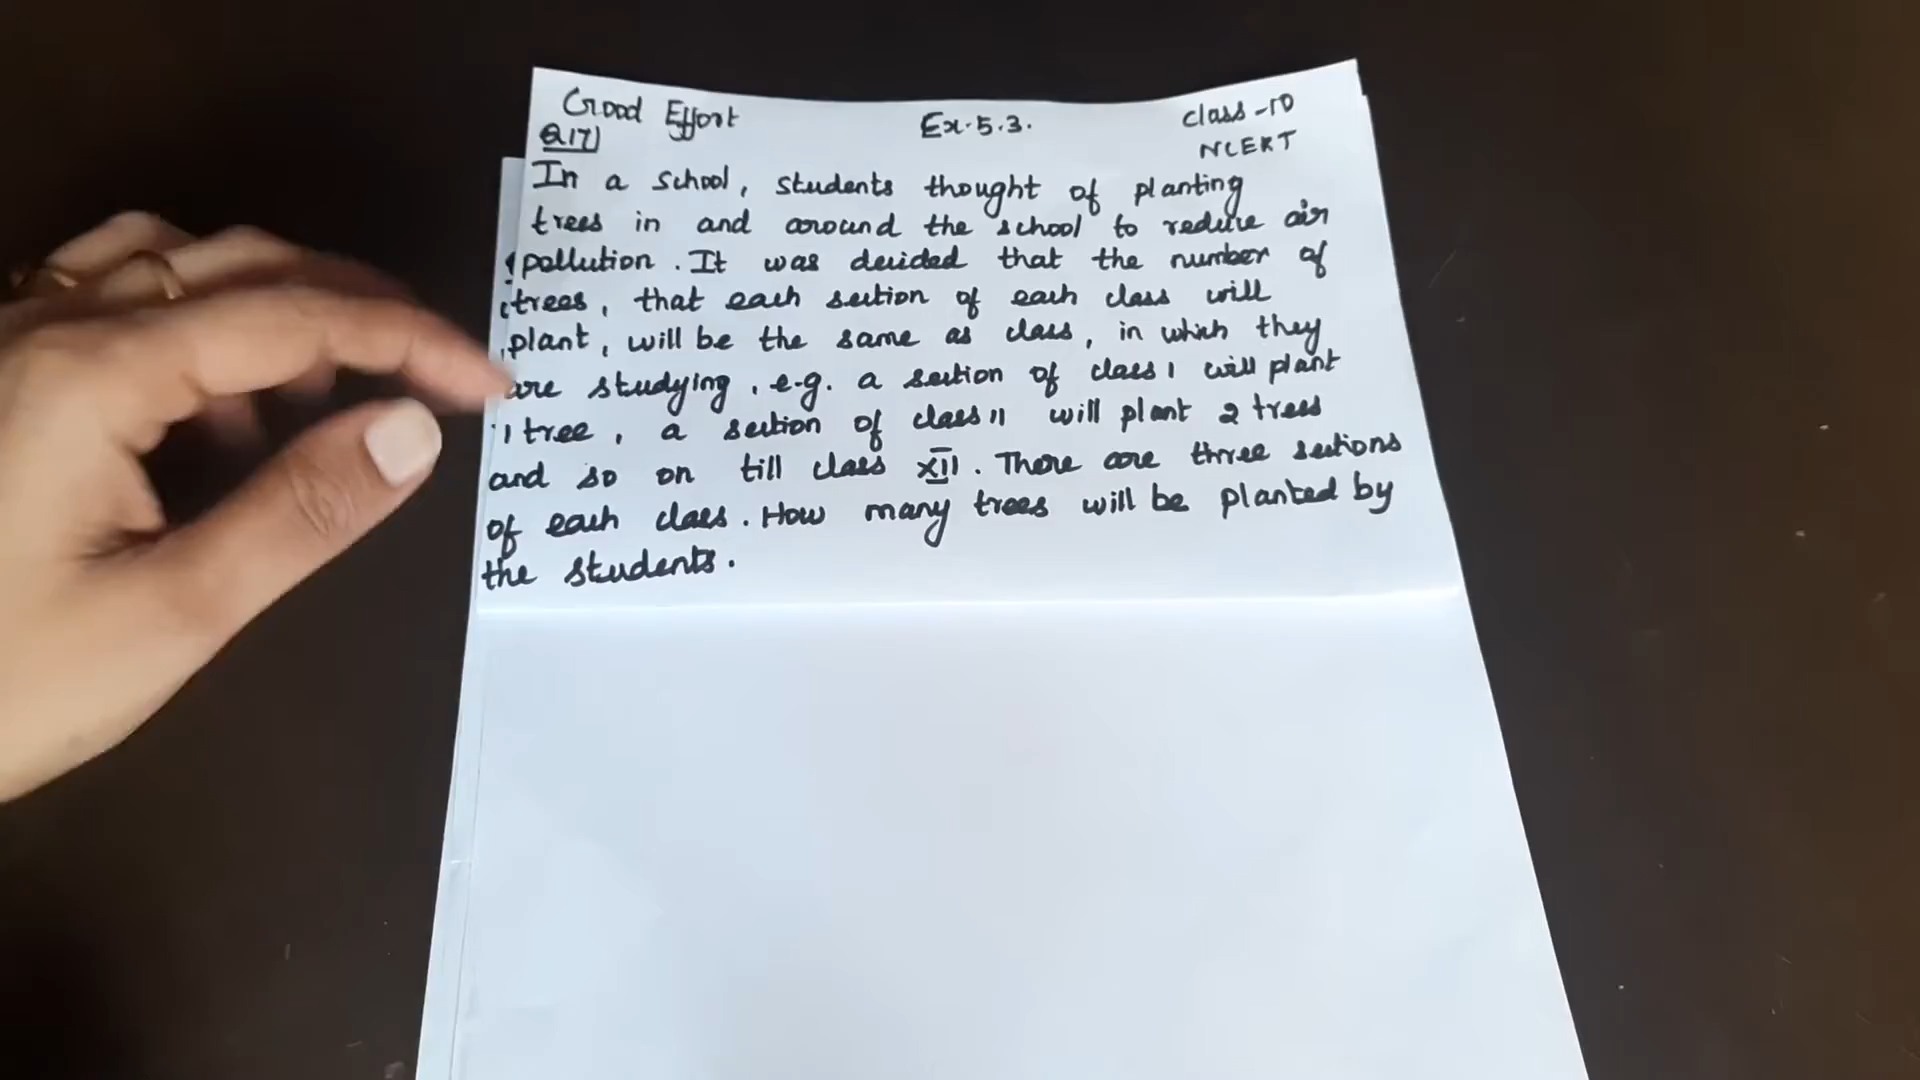 Good Effort Ex. 5.3. Class-10
NCERT
Q17)
In a school, students thought of planting
trees in and around the school to reduce air
pollution. It was decided that the number of
trees, that each section of each class will
plant, will be the same as class, in which they
are studying, e.g. a section of class I will plant
1 tree, a section of class II will plant 2 trees
and so on till class XII. There are three sections
of each class. How many trees will be planted by
the students.